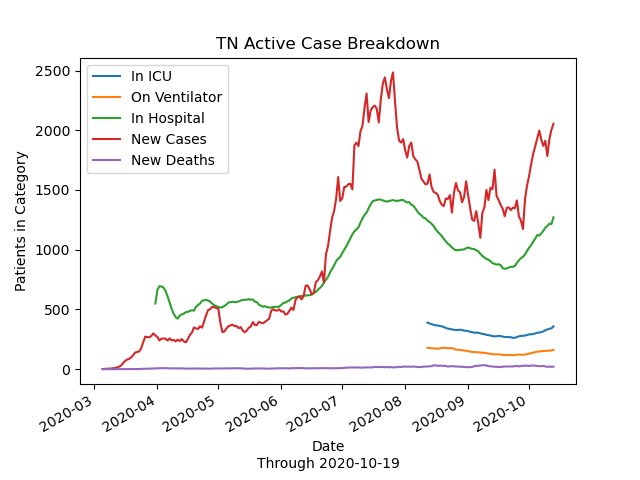 TN Active Case Breakdown
In ICU
On Ventilator
In Hospital
New Cases
New Deaths
Patients in Category
2500
2000
1500
1000
500
0
2020-03
2020-04
2020-05
2020-06
2020-07
2020-08
2020-09
2020-10
Date
Through 2020-10-19